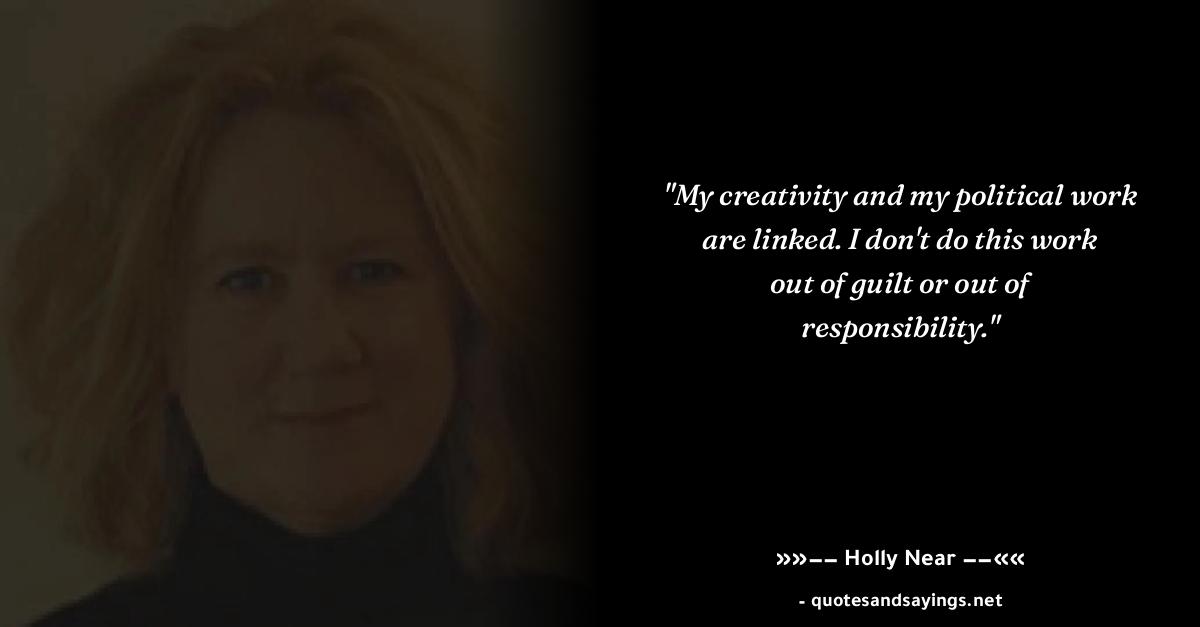 "My creativity and my political work
are linked. I don't do this work
out of guilt or out of
responsibility."
»»−− Holly Near −−««
- quotesandsayings.net